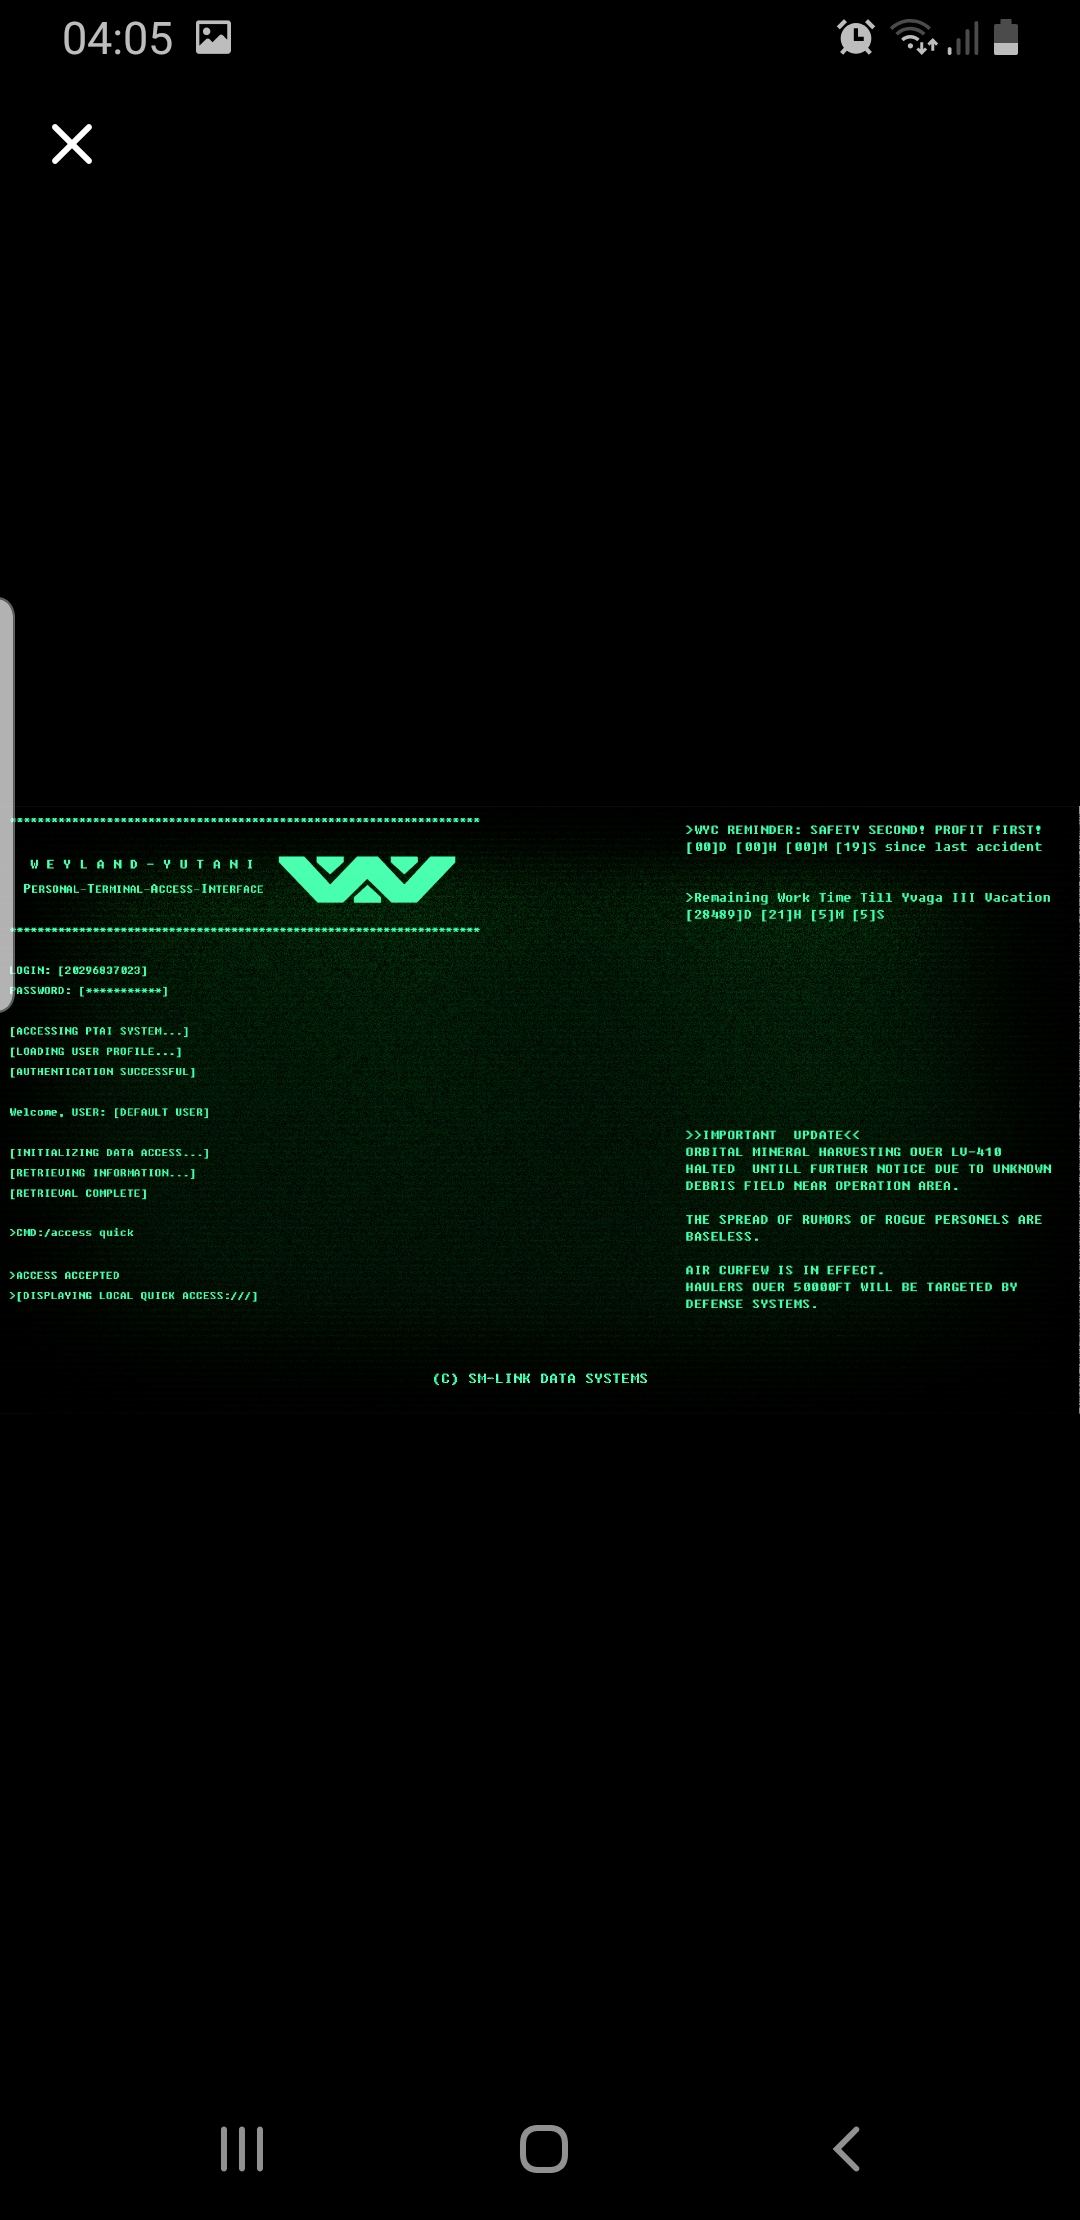 04:05
****************************************************************************
W E Y L A N D - Y U T A N I
PERSONAL-TERMINAL-ACCESS-INTERFACE
****************************************************************************
LOGIN: [20296837023]
PASSWORD: [***********]
[ACCESSING PTAI SYSTEM...]
[LOADING USER PROFILE...]
[AUTHENTICATION SUCCESSFUL]
Welcome, USER: [DEFAULT USER]
[INITIALIZING DATA ACCESS...]
[RETRIEVING INFORMATION...]
[RETRIEVAL COMPLETE]
>CMD:/access quick
>ACCESS ACCEPTED
>[DISPLAYING LOCAL QUICK ACCESS:///]
>WYC REMINDER: SAFETY SECOND! PROFIT FIRST!
[00]D [00]H [00]M [19]S since last accident
>Remaining Work Time Till Yvaga III Vacation
[28489]D [21]H [5]M [5]S
>>IMPORTANT  UPDATE<<
ORBITAL MINERAL HARVESTING OVER LV-410
HALTED  UNTILL FURTHER NOTICE DUE TO UNKNOWN
DEBRIS FIELD NEAR OPERATION AREA.
THE SPREAD OF RUMORS OF ROGUE PERSONELS ARE
BASELESS.
AIR CURFEW IS IN EFFECT.
HAULERS OVER 50000FT WILL BE TARGETED BY
DEFENSE SYSTEMS.
(C) SM-LINK DATA SYSTEMS